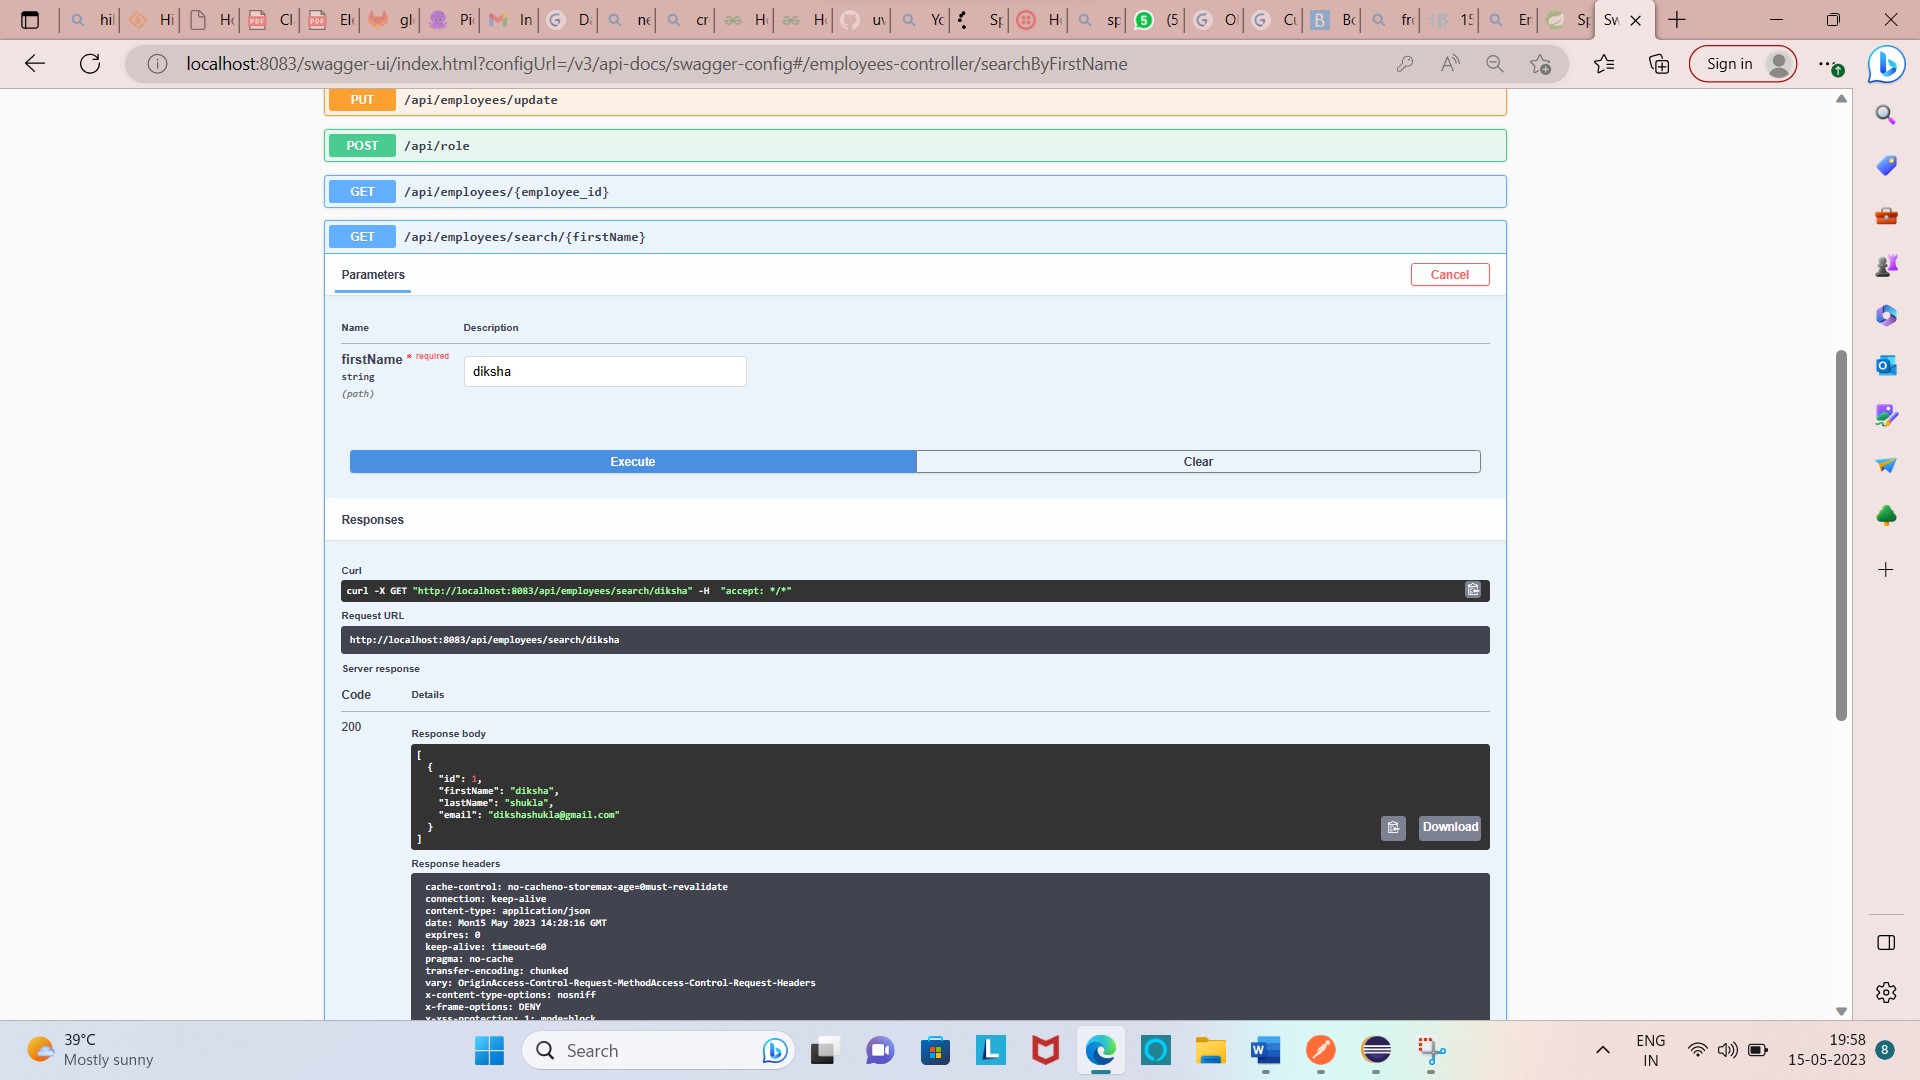 hil
Hi
Ho
Cl
Ele
gl
Pi
In
D
ne
cr
H
H
uv
Yo
Sp
H
sp
(5
O
Cu
Bo
fr
15
Er
Sp
Sw
localhost:8083/swagger-ui/index.html?configUrl=/v3/api-docs/swagger-config#/employees-controller/searchByFirstName
Sign in
PUT /api/employees/update
POST /api/role
GET /api/employees/{employee_id}
GET /api/employees/search/{firstName}
Parameters
Cancel
Name Description
firstName * required
string
(path)
diksha
Execute
Clear
Responses
Curl
curl -X GET "http://localhost:8083/api/employees/search/diksha" -H  "accept: */*"
Request URL
http://localhost:8083/api/employees/search/diksha
Server response
Code Details
200
Response body
[
{
"id": 1,
"firstName": "diksha",
"lastName": "shukla",
"email": "dikshashukla@gmail.com"
}
]
Download
Response headers
cache-control: no-cacheno-storemax-age=0must-revalidate
connection: keep-alive
content-type: application/json
date: Mon15 May 2023 14:28:16 GMT
expires: 0
keep-alive: timeout=60
pragma: no-cache
transfer-encoding: chunked
vary: OriginAccess-Control-Request-MethodAccess-Control-Request-Headers
x-content-type-options: nosniff
x-frame-options: DENY
x-xss-protection: 1; mode=block
39°C
Mostly sunny
Search
ENG
IN
19:58
15-05-2023
8